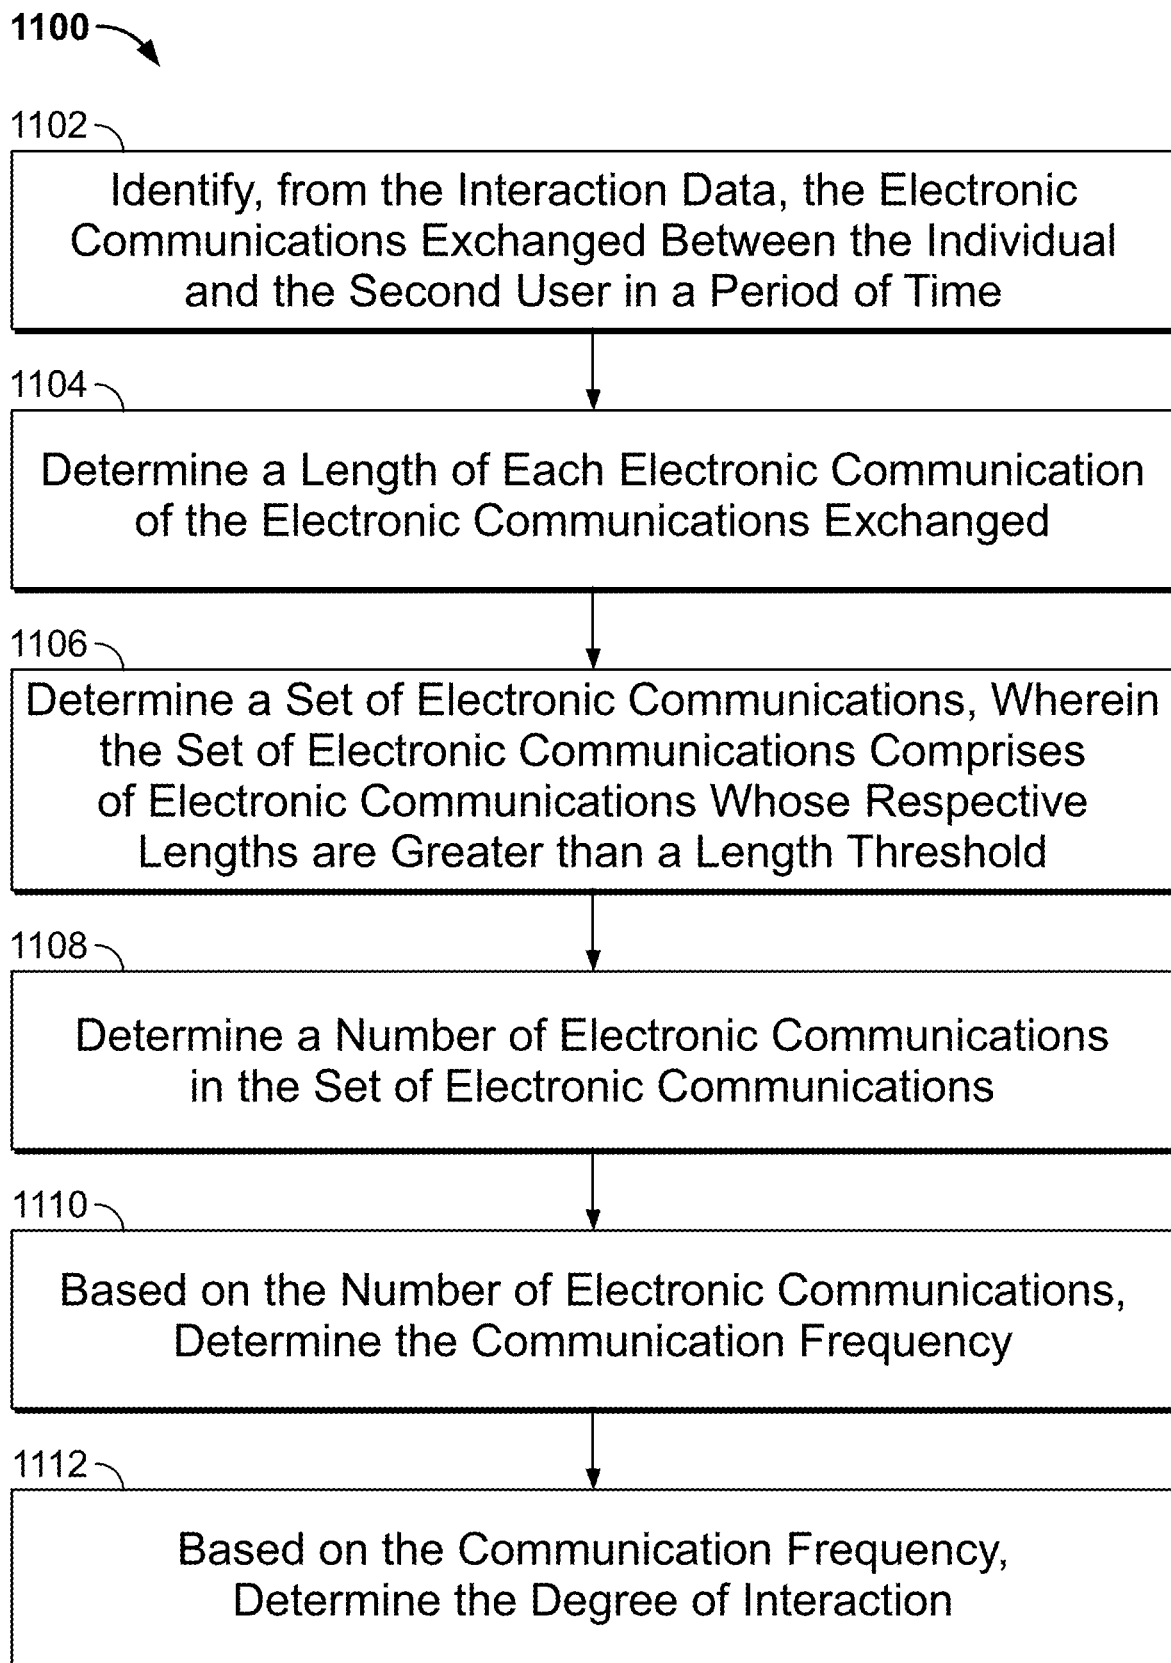 1100
1102
Identify, from the Interaction Data, the Electronic
Communications Exchanged Between the Individual
and the Second User in a Period of Time
1104
Determine a Length of Each Electronic Communication
of the Electronic Communications Exchanged
1106
Determine a Set of Electronic Communications, Wherein
the Set of Electronic Communications Comprises
of Electronic Communications Whose Respective
Lengths are Greater than a Length Threshold
1108
Determine a Number of Electronic Communications
in the Set of Electronic Communications
1110
Based on the Number of Electronic Communications,
Determine the Communication Frequency
1112
Based on the Communication Frequency,
Determine the Degree of Interaction